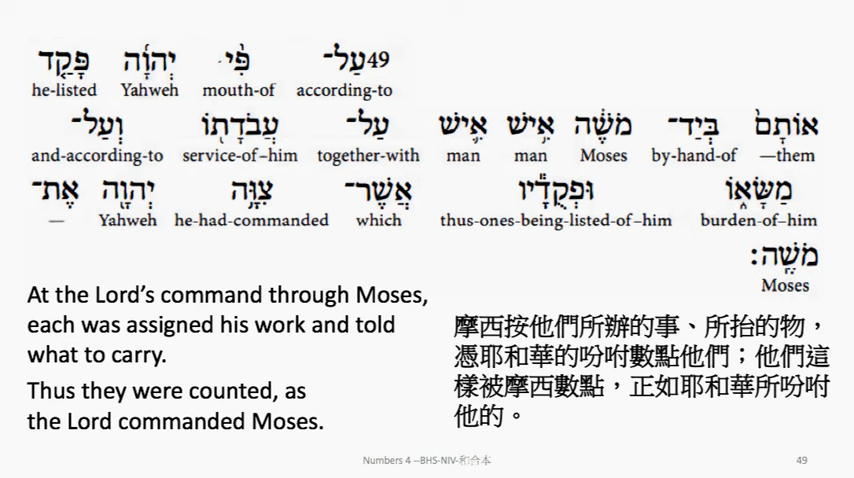 49 עַל־ פִּ֨י יְהוָ֜ה פָּקַ֤ד
he-listed Yahweh mouth-of according-to
אוֹתָם֙ בְּיַד־ מֹשֶׁ֔ה אִ֥ישׁ אִ֛ישׁ עַל־ עֲבֹדָת֖וֹ וְעַל־
and-according-to service-of–him together-with man man Moses by-hand-of —them
מַשָּׂא֑וֹ וּפְקֻדָ֕יו אֲשֶׁר־ צִוָּ֥ה יְהוָ֖ה אֶת־
— Yahweh he-had-commanded which thus-ones-being-listed-of–him burden-of–him
מֹשֶֽׁה׃
Moses
At the Lord’s command through Moses,
each was assigned his work and told
what to carry.
Thus they were counted, as
the Lord commanded Moses.
摩西按他們所辦的事、所抬的物，
憑耶和華的吩咐數點他們；他們這
樣被摩西數點，正如耶和華所吩咐
他的。
Numbers 4 --BHS-NIV-和合本
49